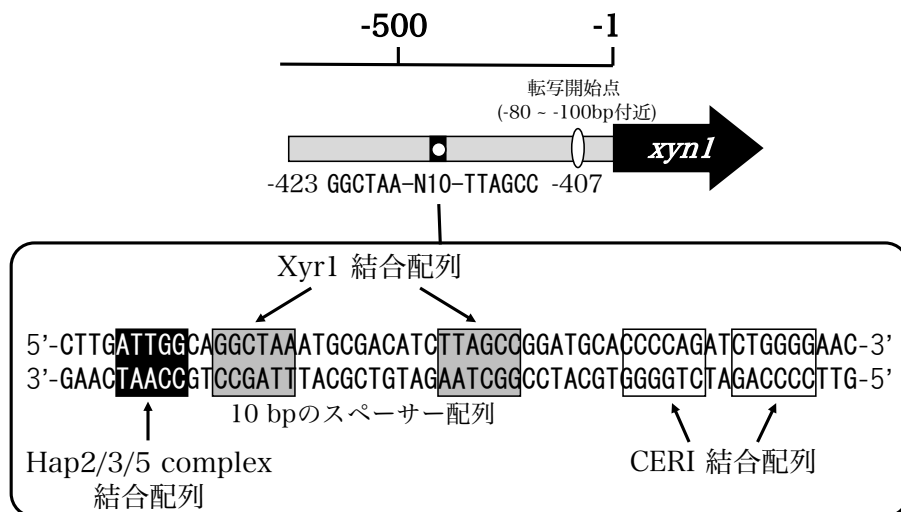 -500
-1
転写開始点
(-80 ~ -100bp付近)
xyn1
-423 GGCTAA-N10-TTAGCC -407
Xyr1 結合配列
5’-CTTGATTGGCAGGCTAAATGCGACATCTTAGCCGGATGCACCCCAGATCTGGGGAAC-3’
3’-GAACTAACCGTCCGATTTACGCTGTAGAATCGGCCTACGTGGGGTCTAGACCCCTTG-5’
10 bpのスペーサー配列
Hap2/3/5 complex
結合配列
CERI 結合配列